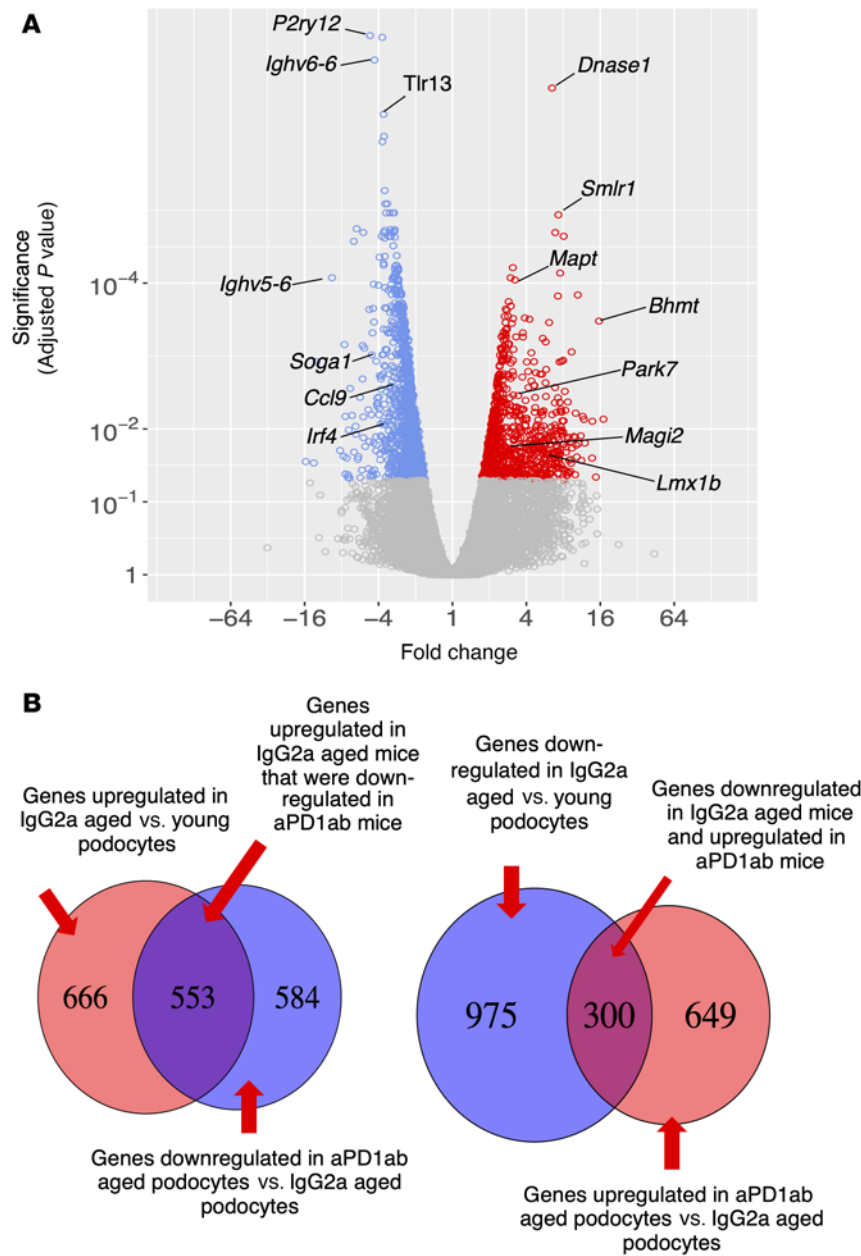 A
P2ry12
Ighv6-6
Tlr13
Dnase1
Smlr1
Mapt
Ighv5-6
Bhmt
Soga1
Ccl9
Irf4
Park7
Magi2
Lmx1b
Significance
(Adjusted P value)
10⁻⁴
10⁻²
10⁻¹
1
−64 −16 −4 1 4 16 64
Fold change
B
Genes upregulated in
IgG2a aged vs. young
podocytes
Genes
upregulated in
IgG2a aged mice
that were down-
regulated in
aPD1ab mice
666 553 584
Genes downregulated in aPD1ab
aged podocytes vs. IgG2a aged
podocytes
Genes down-
regulated in IgG2a
aged vs. young
podocytes
Genes downregulated
in IgG2a aged mice
and upregulated in
aPD1ab mice
975 300 649
Genes upregulated in aPD1ab
aged podocytes vs. IgG2a aged
podocytes